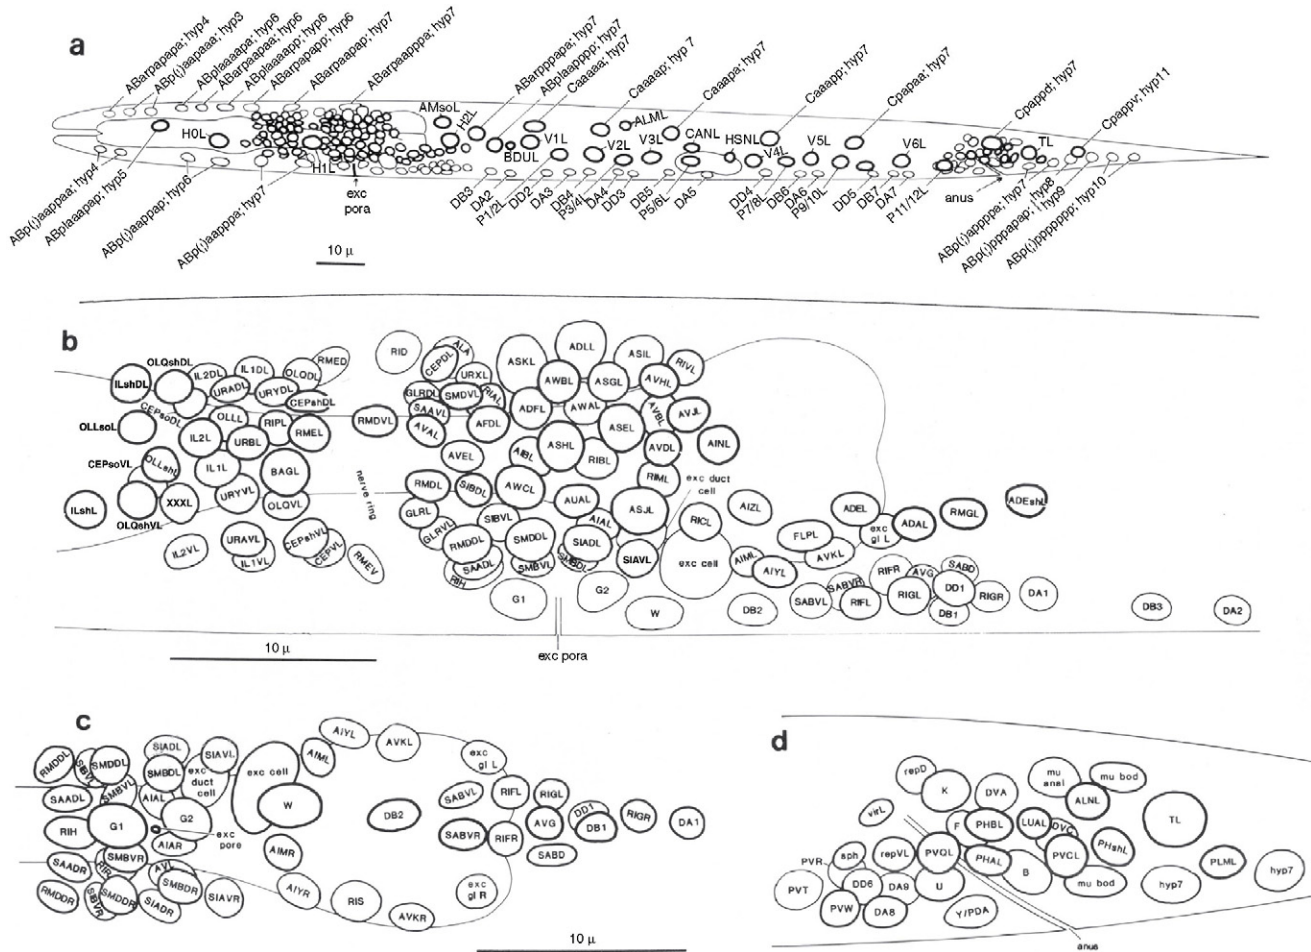 a
ABarpapapa; hyp4
ABp(;)aapaaa; hyp3
ABplaaapa; hyp6
ABarpaapaa; hyp6
ABplaaaapp; hyp6
ABarpapapp; hyp6
ABarpaapap; hyp7
ABarpaapppa; hyp7
ABarpppapa; hyp7
ABplaapppp; hyp7
Caaaaa; hyp7
Caaaap; hyp 7
Caaapa; hyp7
Caaapp; hyp7
Cpapaa; hyp7
Cpappd; hyp7
Cpappv; hyp11
H0L
H1L
AMsoL
H2L
BDUL
V1L
V2L
ALML
V3L
CANL
HSNL
V4L
V5L
V6L
TL
ABp(;)aappaa; hyp4
ABplaaapap; hyp5
ABp(;)aappap; hyp6
ABp(;)aapppa; hyp7
exc
pora
DB3
DA2
P1/2L
DD2
DA3
DB4
P3/4L
DA4
DD3
DB5
P5/6L
DA5
DD4
P7/8L
DB6
DA6
P9/10L
DD5
DB7
DA7
P11/12L
anus
ABp(;)appppa; hyp7
ABp(;)pppapap; hyp8
hyp9
ABp(;)ppppppp; hyp10
10 μ
b
OLQshDL
ILshDL
IL2DL
IL1DL
OLQDL
RMED
RID
ALA
CEPDL
URXL
ASKL
ADLL
ASIL
RIVL
URADL
URYDL
CEPshDL
GLRDL
SMDVL
RIAL
AWBL
ASGL
AVHL
CEPsoDL
OLLL
RIPL
RMEL
RMDVL
SAAVL
AVAL
AFDL
ADFL
AWAL
ASEL
AVBL
AVJL
OLLsoL
IL2L
URBL
AVEL
AIBL
ASHL
RIBL
AVDL
AINL
CEPsoVL
OLLshL
IL1L
BAGL
nerve ring
RMDL
SIBDL
AWCL
AUAL
RIML
exc duct
cell
ILshL
OLQshVL
XXXL
URYVL
OLQVL
GLRL
GLRVL
SIBVL
AIAL
ASJL
RICL
AIZL
ADEL
exc
gl L
ADAL
RMGL
ADEshL
IL2VL
URAVL
IL1VL
CEPshVL
CEPVL
RMEV
RMDDL
SMDDL
SIADL
SIAVL
exc cell
AIML
AIYL
FLPL
AVKL
SAADL
RIH
SMBVL
SMBDL
G1
G2
W
DB2
SABVL
SABVR
RIFL
RIFR
RIGL
AVG
SABD
DD1
DB1
RIGR
DA1
DB3
DA2
exc pora
10 μ
c
RMDDL
SIBVL
SMDDL
SIADL
SMBDL
SIAVL
exc
duct
cell
exc cell
AIML
AIYL
AVKL
exc
gl L
SAADL
SMBVL
AIAL
W
DB2
SABVL
RIFL
RIGL
RIH
G1
G2
exc
pore
SABVR
RIFR
AVG
DD1
DB1
RIGR
DA1
SABD
SAADR
SMBVR
AIAR
AIMR
RMDDR
SIBVR
SMDDR
SIADR
SMBDR
SIAVR
AIYR
RIS
AVKR
exc
gl R
10 μ
d
repD
K
DVA
mu
anal
mu bod
virL
F
PHBL
LUAL
DVC
ALNL
TL
PVR
sph
repVL
PVQL
PHAL
PVCL
PHshL
PLML
PVT
DD6
DA9
U
B
mu bod
hyp7
hyp7
PVW
DA8
Y/PDA
anus